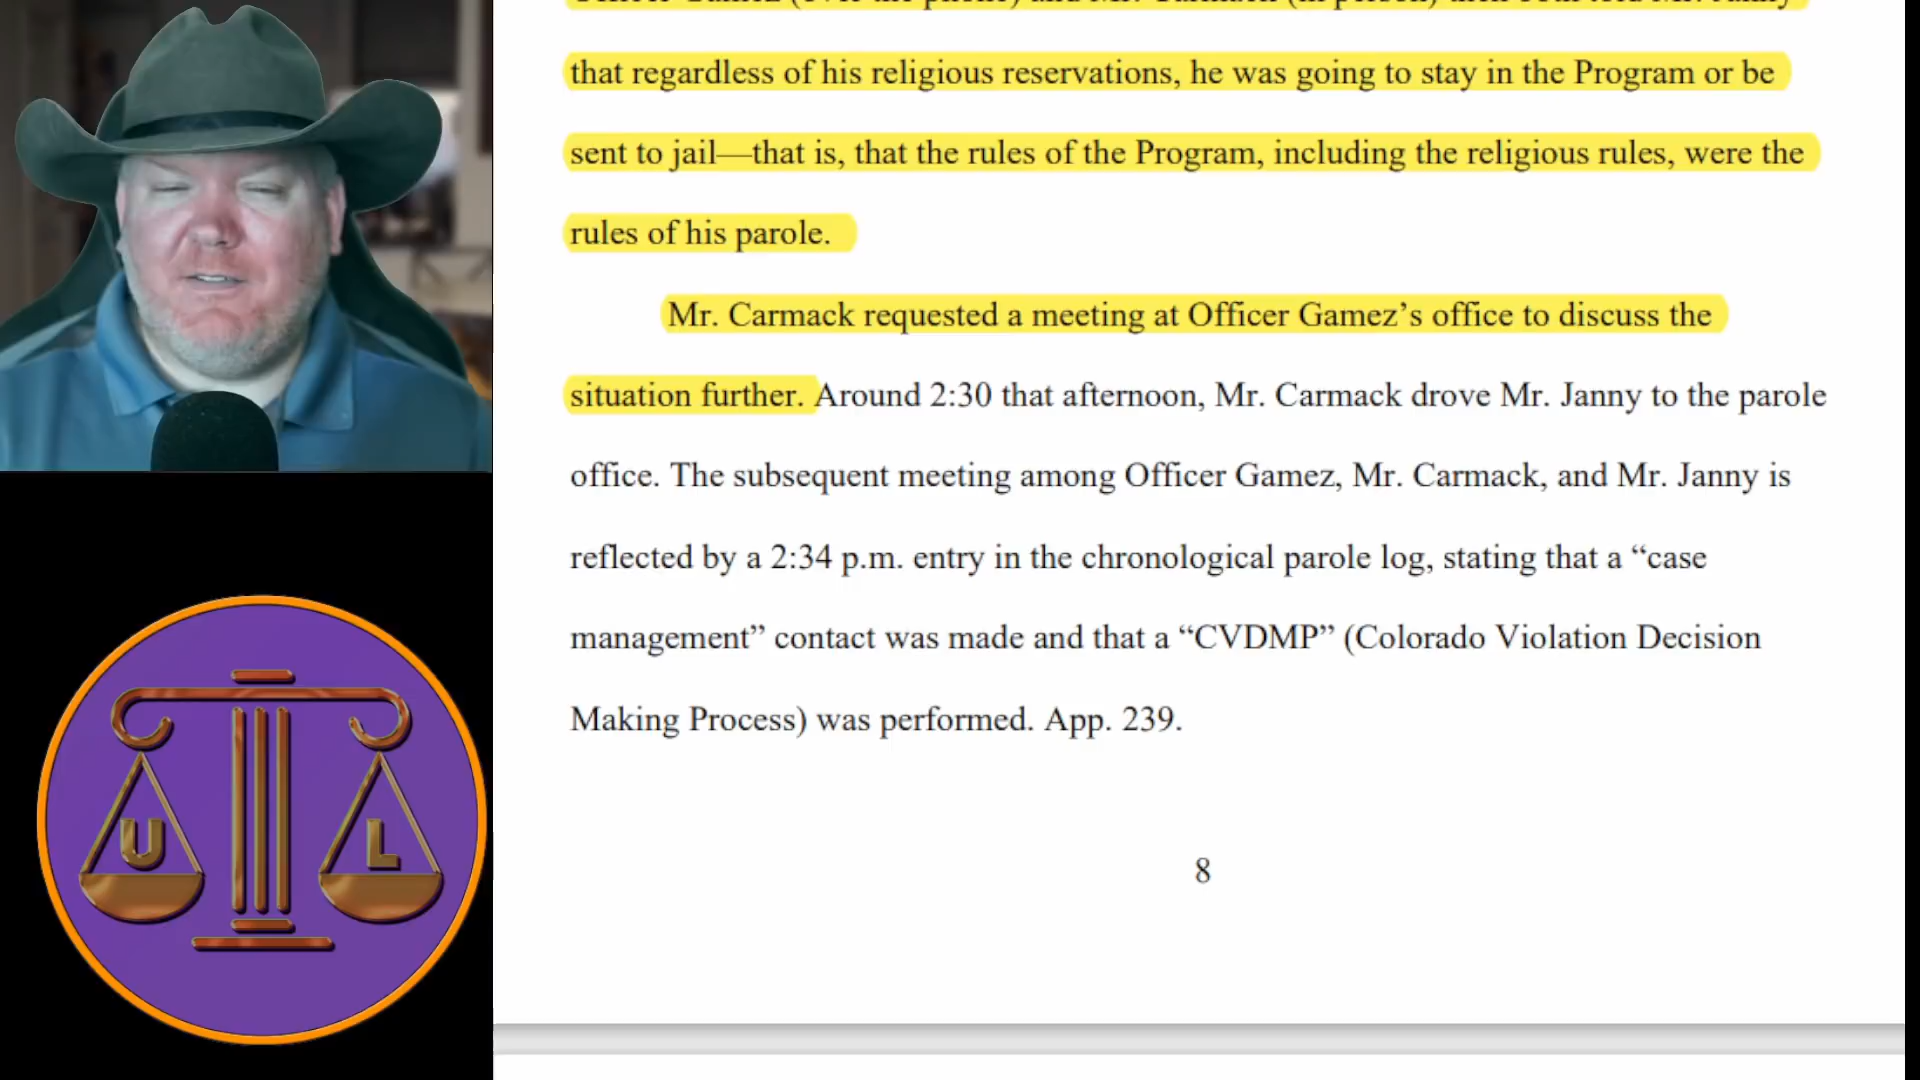 that regardless of his religious reservations, he was going to stay in the Program or be
sent to jail—that is, that the rules of the Program, including the religious rules, were the
rules of his parole.
Mr. Carmack requested a meeting at Officer Gamez’s office to discuss the
situation further. Around 2:30 that afternoon, Mr. Carmack drove Mr. Janny to the parole
office. The subsequent meeting among Officer Gamez, Mr. Carmack, and Mr. Janny is
reflected by a 2:34 p.m. entry in the chronological parole log, stating that a “case
management” contact was made and that a “CVDMP” (Colorado Violation Decision
Making Process) was performed. App. 239.
8
U L